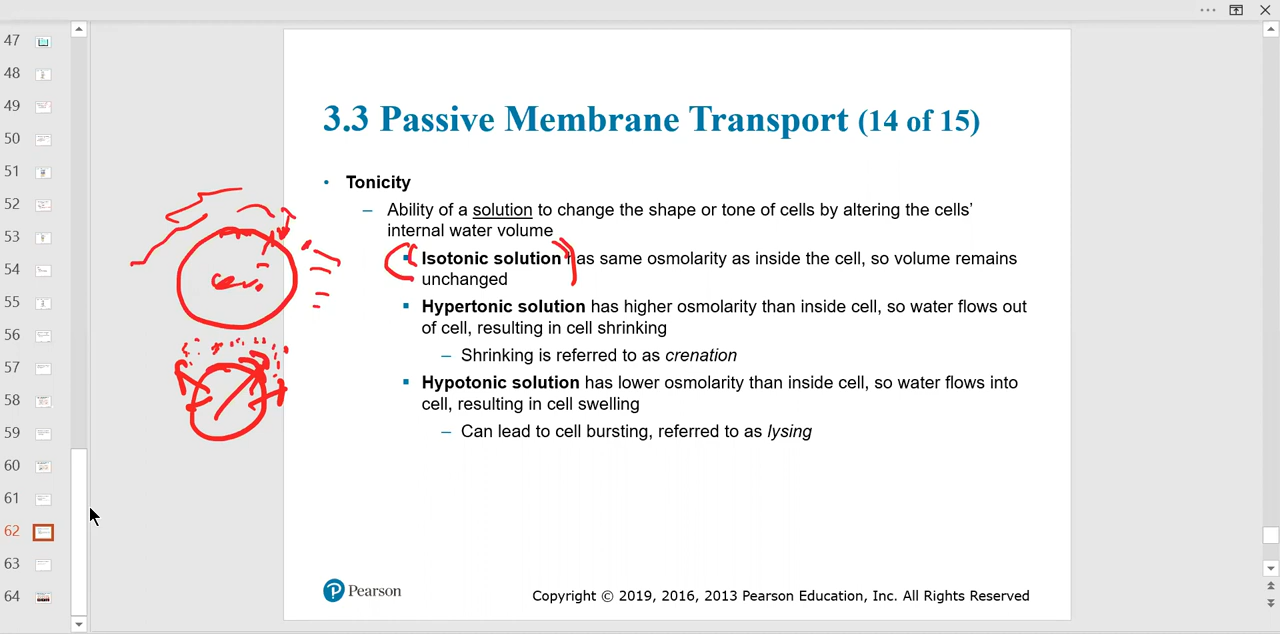 47
48
49
50
51
52
53
54
55
56
57
58
59
60
61
62
63
64
3.3 Passive Membrane Transport (14 of 15)
• Tonicity
– Ability of a solution to change the shape or tone of cells by altering the cells'
internal water volume
▪ Isotonic solution has same osmolarity as inside the cell, so volume remains
unchanged
▪ Hypertonic solution has higher osmolarity than inside cell, so water flows out
of cell, resulting in cell shrinking
– Shrinking is referred to as crenation
▪ Hypotonic solution has lower osmolarity than inside cell, so water flows into
cell, resulting in cell swelling
– Can lead to cell bursting, referred to as lysing
P Pearson
Copyright © 2019, 2016, 2013 Pearson Education, Inc. All Rights Reserved